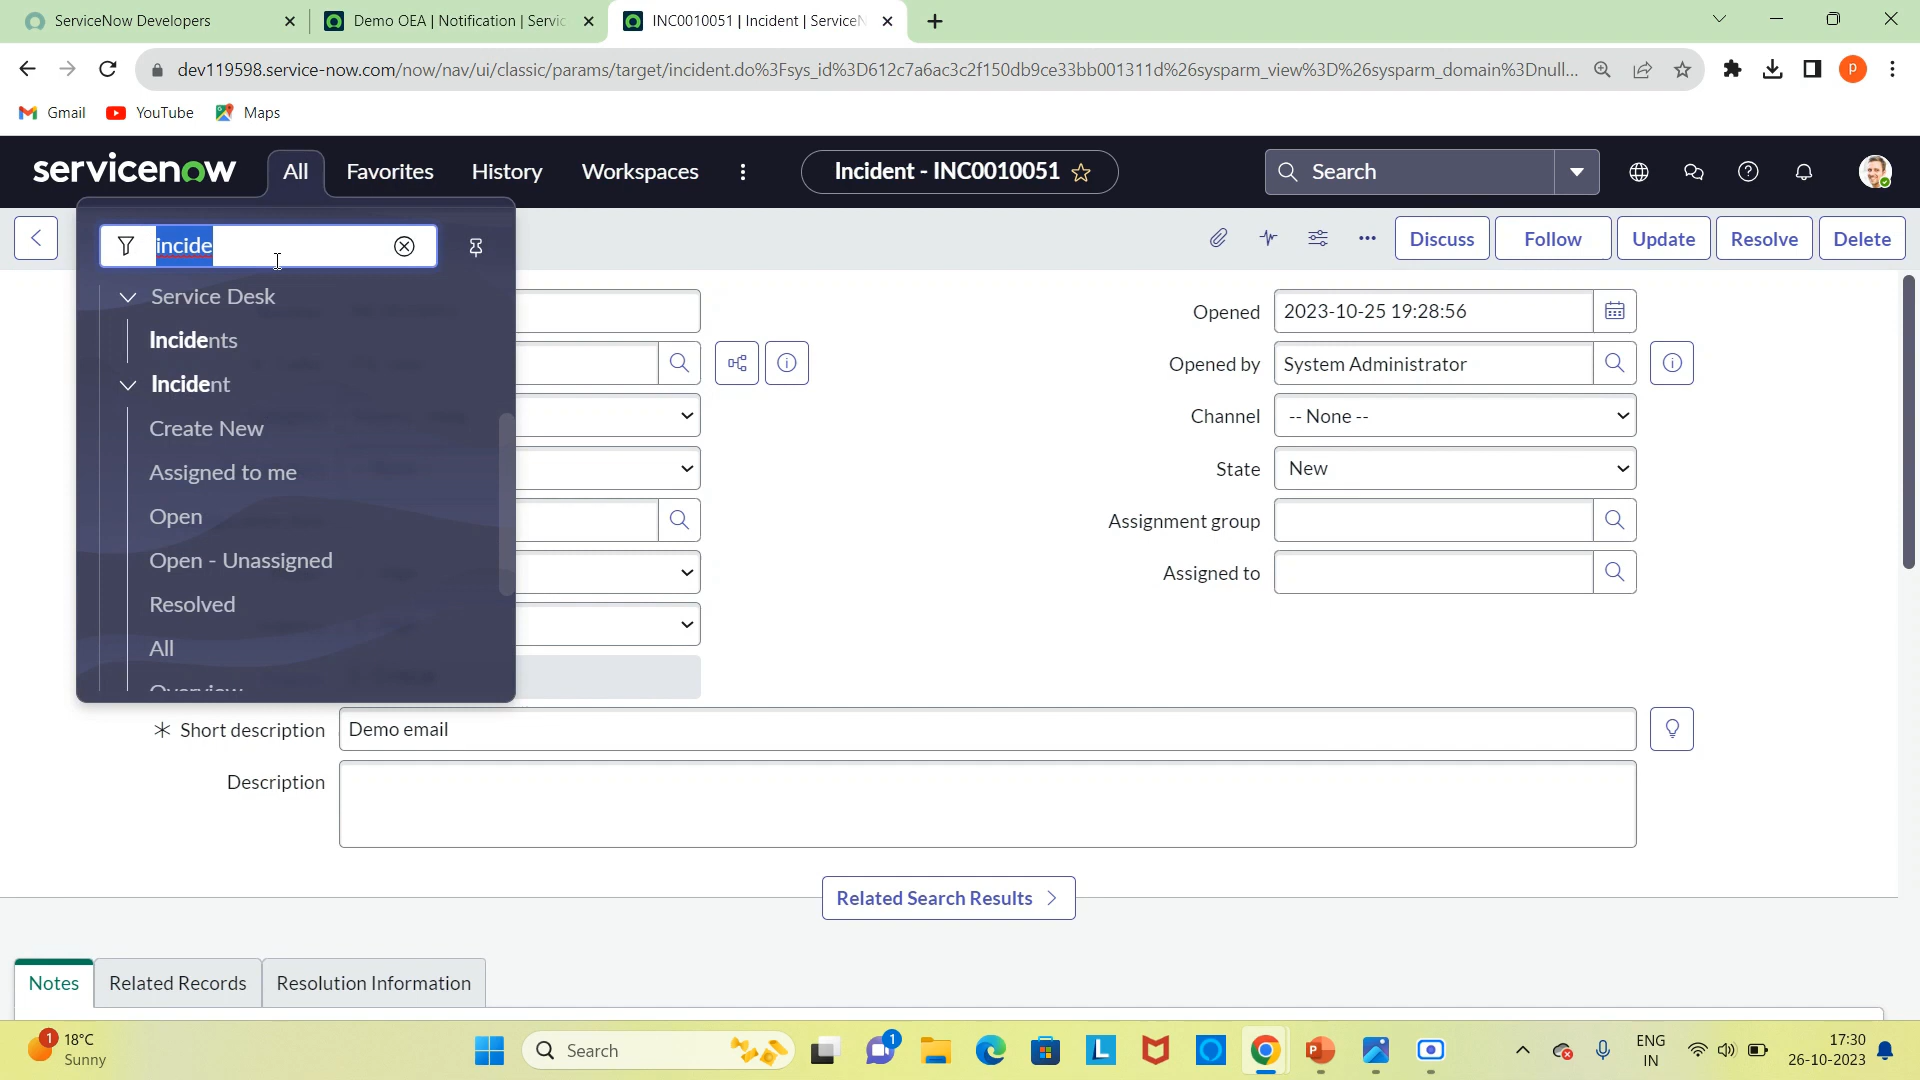 ServiceNow Developers
Demo OEA | Notification | Servic
INC0010051 | Incident | ServiceN
dev119598.service-now.com/now/nav/ui/classic/params/target/incident.do%3Fsys_id%3D612c7a6ac3c2f150db9ce33bb001311d%26sysparm_view%3D%26sysparm_domain%3Dnull...
P
Gmail
YouTube
Maps
servicenow
All
Favorites
History
Workspaces
Incident - INC0010051
Search
incide
Discuss
Follow
Update
Resolve
Delete
Service Desk
Incidents
Incident
Create New
Assigned to me
Open
Open - Unassigned
Resolved
All
Overview
Opened 2023-10-25 19:28:56
Opened by System Administrator
Channel -- None --
State New
Assignment group
Assigned to
Short description Demo email
Description
Related Search Results
Notes
Related Records
Resolution Information
1
18°C
Sunny
Search
1
L
ENG
IN
17:30
26-10-2023